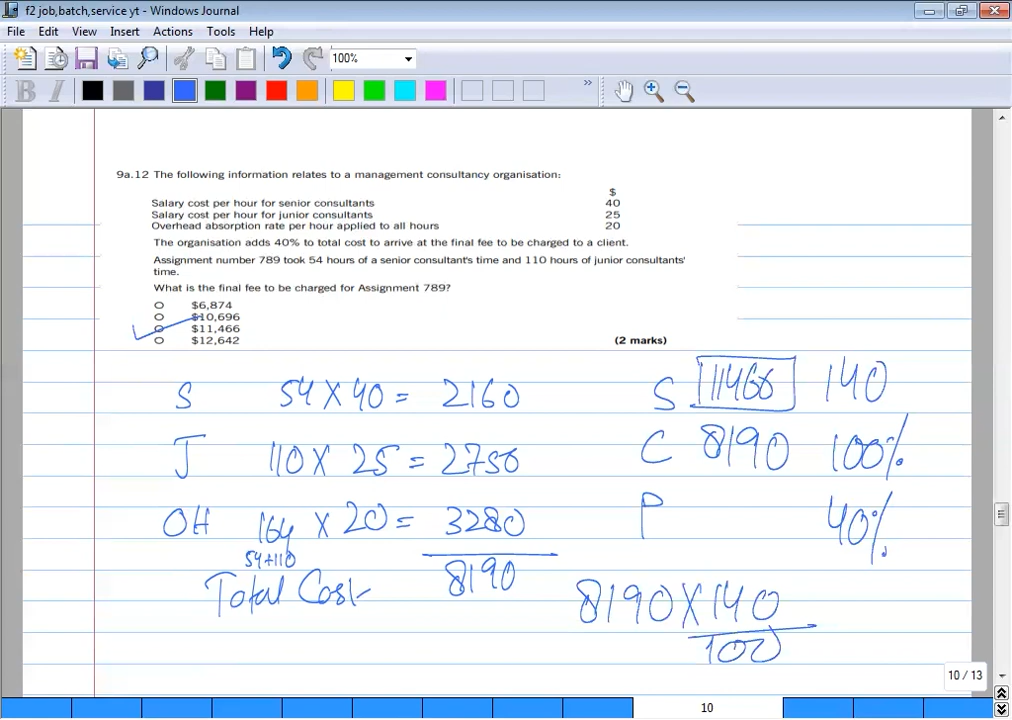 f2 job,batch,service yt - Windows Journal
File Edit View Insert Actions Tools Help
100%
B I
9a.12 The following information relates to a management consultancy organisation:
$
Salary cost per hour for senior consultants 40
Salary cost per hour for junior consultants 25
Overhead absorption rate per hour applied to all hours 20
The organisation adds 40% to total cost to arrive at the final fee to be charged to a client.
Assignment number 789 took 54 hours of a senior consultant's time and 110 hours of junior consultants'
time.
What is the final fee to be charged for Assignment 789?
O $6,874
O $10,696
O $11,466
O $12,642 (2 marks)
S 54 X 40 = 2160
J 110 X 25 = 2750
OH 164 X 20 = 3280
54+110
Total Cost 8190
S 11466 140
C 8190 100%
P 40%
8190 X 140
100
10 / 13
10